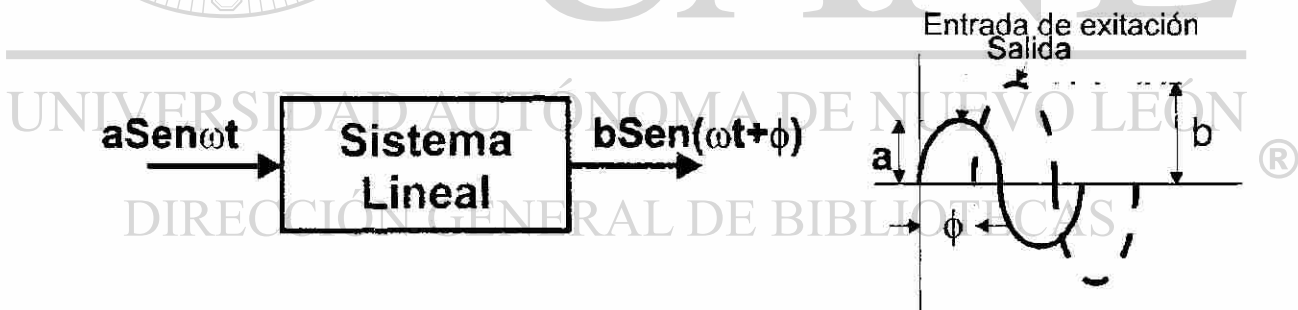 Entrada de exitación
Salida
UNIVERSIDAD AUTÓNOMA DE NUEVO LEÓN
aSenωt
Sistema
Lineal
bSen(ωt+ϕ)
a
b
®
DIRECCIÓN GENERAL DE BIBLIOTECAS
ϕ